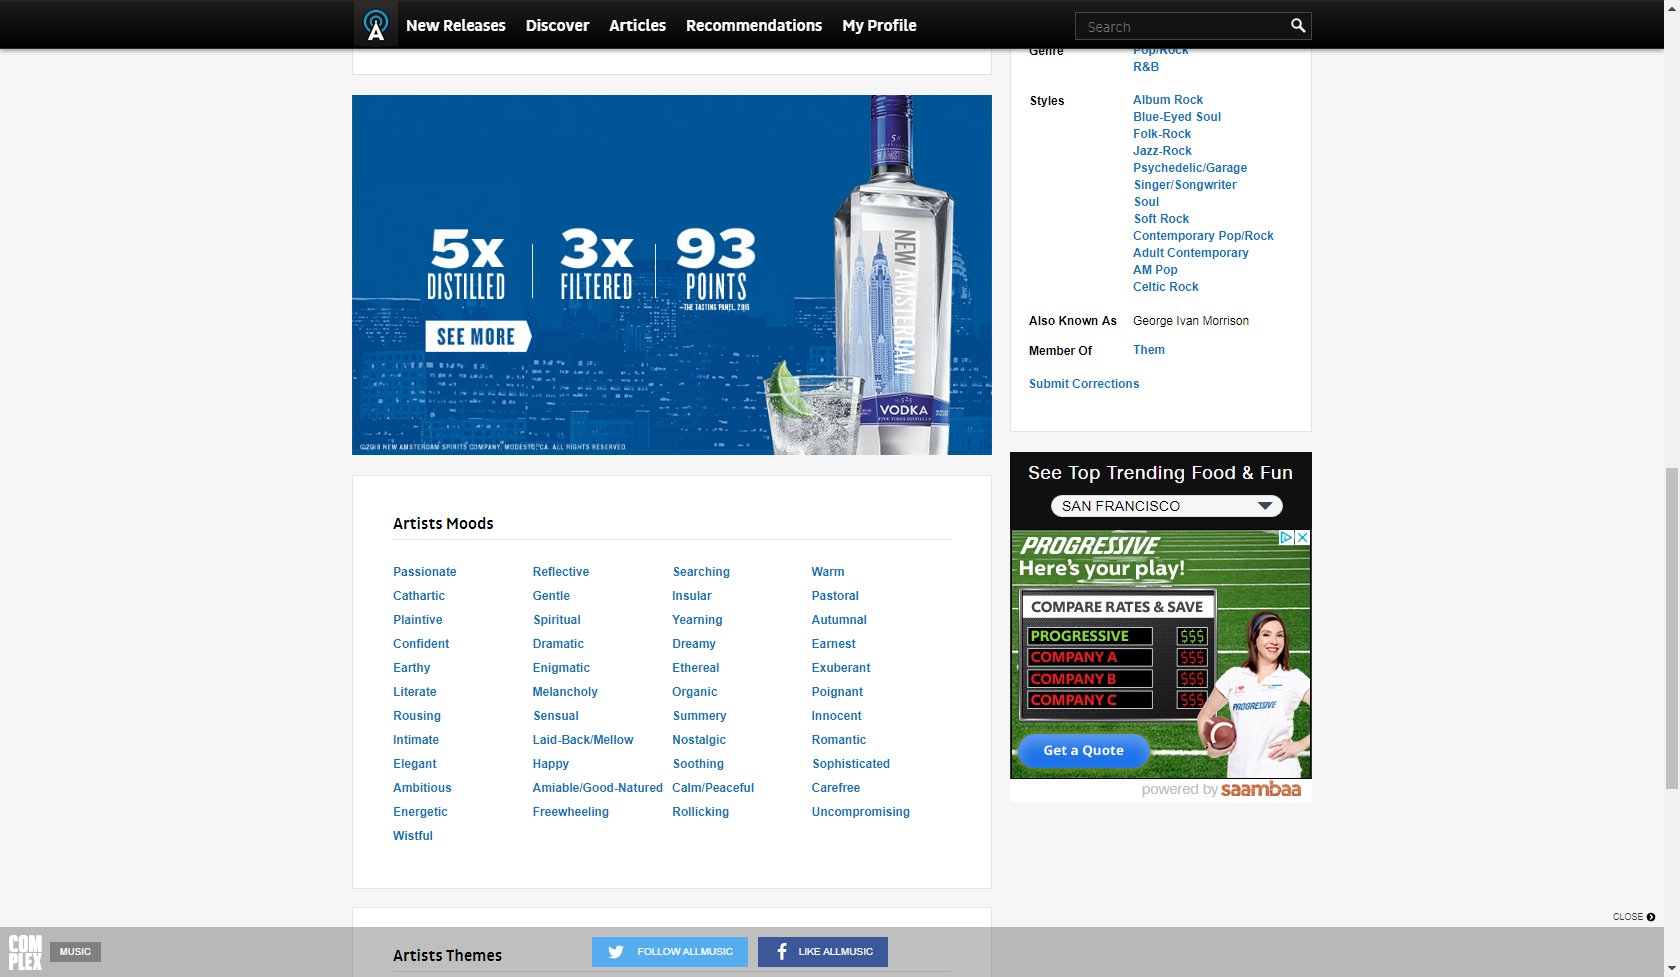 New Releases Discover Articles Recommendations My Profile Search
Genre Pop/Rock
R&B
Styles Album Rock
Blue-Eyed Soul
Folk-Rock
Jazz-Rock
Psychedelic/Garage
Singer/Songwriter
Soul
Soft Rock
Contemporary Pop/Rock
Adult Contemporary
AM Pop
Celtic Rock
Also Known As George Ivan Morrison
Member Of Them
Submit Corrections
5x DISTILLED
3x FILTERED
93 POINTS
THE TASTING PANEL, 2016
SEE MORE
NEW AMSTERDAM
525
VODKA
FIVE TIMES DISTILLED
©2016 NEW AMSTERDAM SPIRITS COMPANY, MODESTO, CA. ALL RIGHTS RESERVED.
See Top Trending Food & Fun
SAN FRANCISCO
PROGRESSIVE
Here's your play!
COMPARE RATES & SAVE
PROGRESSIVE $$$
COMPANY A $$$
COMPANY B $$$
COMPANY C $$$
PROGRESSIVE
Get a Quote
powered by saambaa
Artists Moods
Passionate Reflective Searching Warm
Cathartic Gentle Insular Pastoral
Plaintive Spiritual Yearning Autumnal
Confident Dramatic Dreamy Earnest
Earthy Enigmatic Ethereal Exuberant
Literate Melancholy Organic Poignant
Rousing Sensual Summery Innocent
Intimate Laid-Back/Mellow Nostalgic Romantic
Elegant Happy Soothing Sophisticated
Ambitious Amiable/Good-Natured Calm/Peaceful Carefree
Energetic Freewheeling Rollicking Uncompromising
Wistful
CLOSE
COMPLEX MUSIC
Artists Themes
FOLLOW ALLMUSIC
LIKE ALLMUSIC